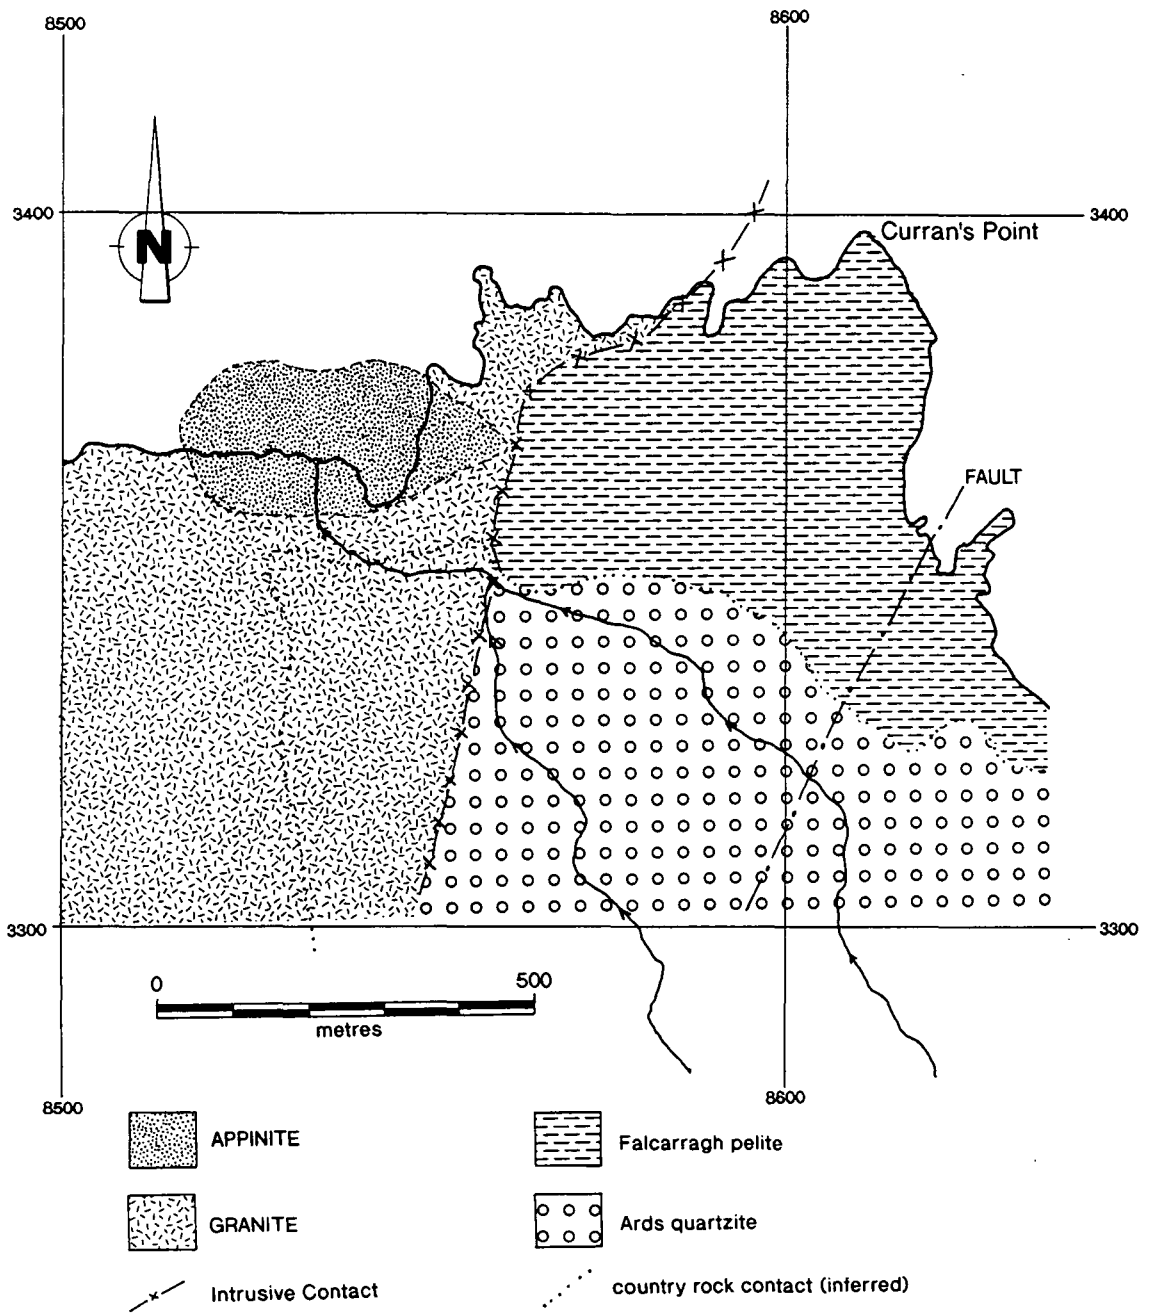 8500
8600
3400
3400
N
Curran's Point
FAULT
3300
3300
0
500
metres
8500
8600
APPINITE
Falcarragh pelite
GRANITE
Ards quartzite
Intrusive Contact
country rock contact (inferred)